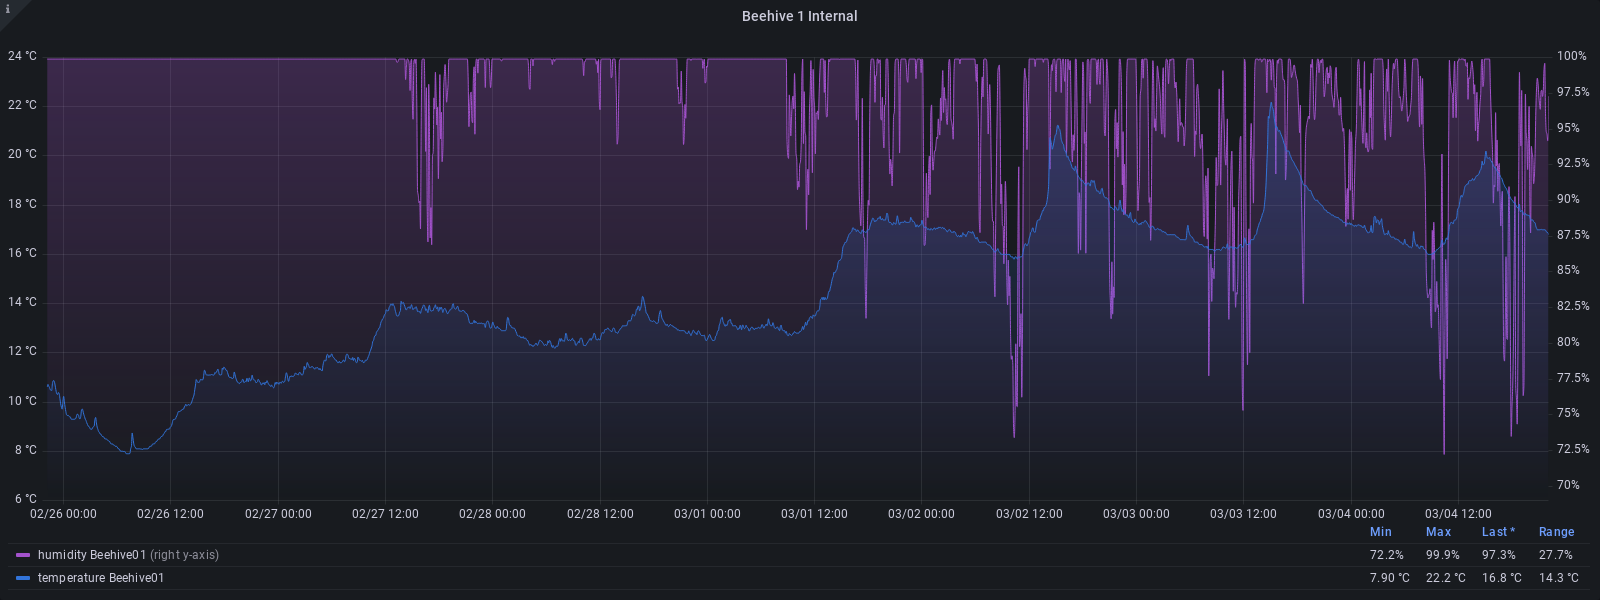 i
Beehive 1 Internal
24 °C
22 °C
20 °C
18 °C
16 °C
14 °C
12 °C
10 °C
8 °C
6 °C
100%
97.5%
95%
92.5%
90%
87.5%
85%
82.5%
80%
77.5%
75%
72.5%
70%
02/26 00:00 02/26 12:00 02/27 00:00 02/27 12:00 02/28 00:00 02/28 12:00 03/01 00:00 03/01 12:00 03/02 00:00 03/02 12:00 03/03 00:00 03/03 12:00 03/04 00:00 03/04 12:00
Min Max Last * Range
humidity Beehive01 (right y-axis) 72.2% 99.9% 97.3% 27.7%
temperature Beehive01 7.90 °C 22.2 °C 16.8 °C 14.3 °C